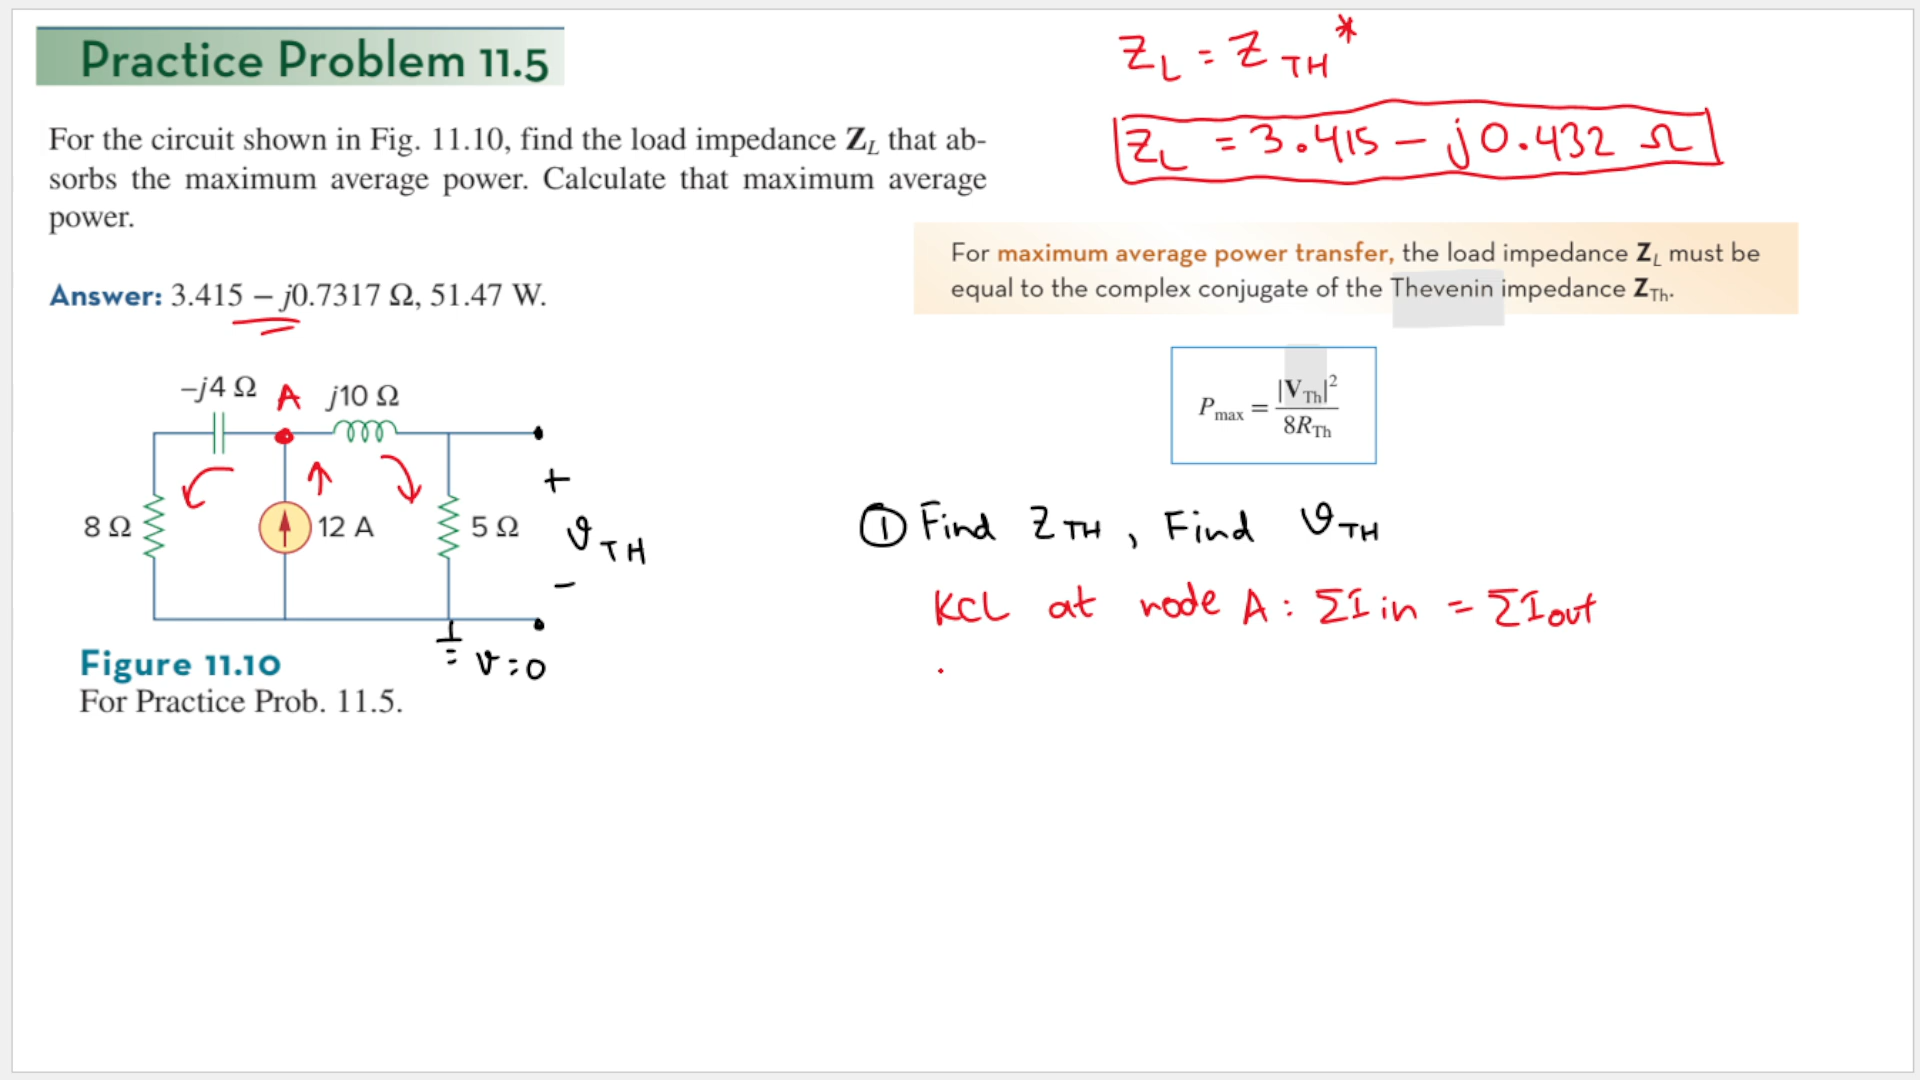 Practice Problem 11.5
For the circuit shown in Fig. 11.10, find the load impedance Z_L that ab-
sorbs the maximum average power. Calculate that maximum average
power.
Answer: 3.415 – j0.7317 Ω, 51.47 W.
Z_L = Z_TH*
Z_L = 3.415 – j0.432 Ω
For maximum average power transfer, the load impedance Z_L must be
equal to the complex conjugate of the Thevenin impedance Z_Th.
P_max = |V_Th|² / 8R_Th
–j4 Ω
A
j10 Ω
8 Ω
12 A
5 Ω
+
V_TH
–
V=0
Figure 11.10
For Practice Prob. 11.5.
① Find Z_TH, Find V_TH
KCL at node A: ΣI in = ΣI out